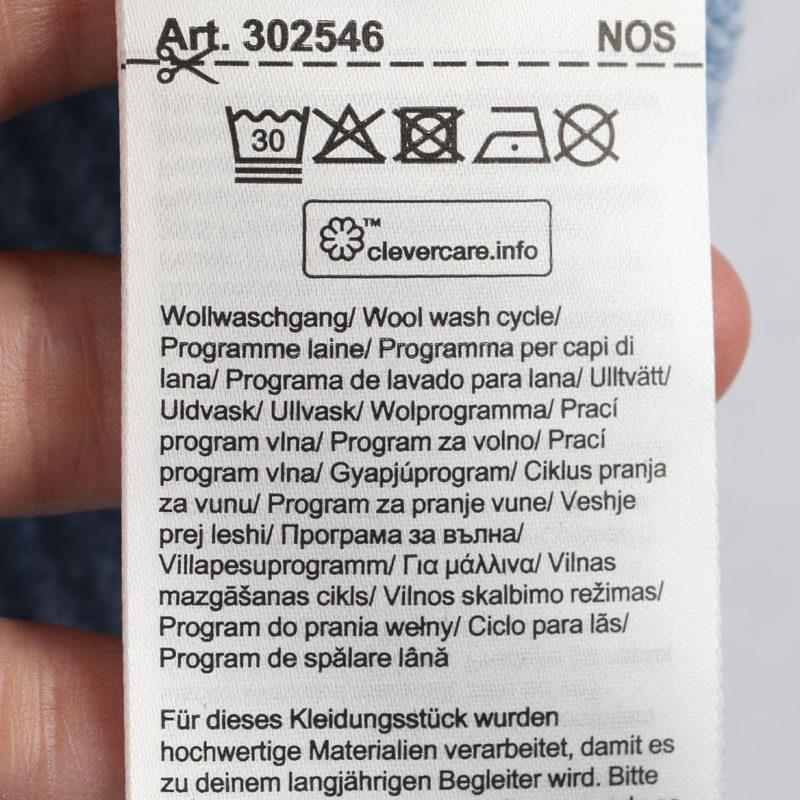 Art. 302546 NOS
30
™
clevercare.info
Wollwaschgang/ Wool wash cycle/
Programme laine/ Programma per capi di
lana/ Programa de lavado para lana/ Ulltvätt/
Uldvask/ Ullvask/ Wolprogramma/ Prací
program vlna/ Program za volno/ Prací
program vlna/ Gyapjúprogram/ Ciklus pranja
za vunu/ Program za pranje vune/ Veshje
prej leshi/ Програма за вълна/
Villapesuprogramm/ Για μάλλινα/ Vilnas
mazgāšanas cikls/ Vilnos skalbimo režimas/
Program do prania wełny/ Ciclo para lãs/
Program de spălare lână
Für dieses Kleidungsstück wurden
hochwertige Materialien verarbeitet, damit es
zu deinem langjährigen Begleiter wird. Bitte